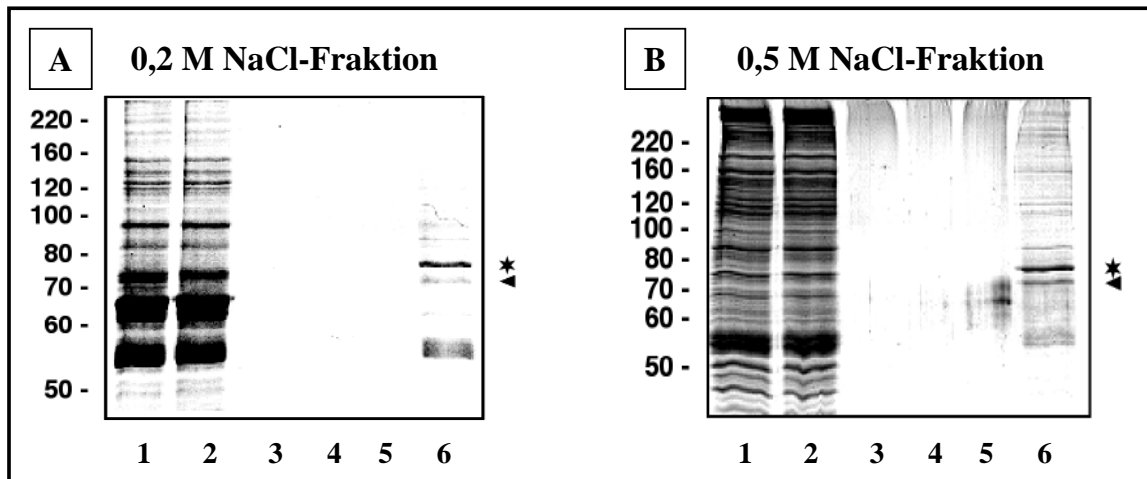 A
0,2 M NaCl-Fraktion
220 -
160 -
120 -
100 -
80 -
70 -
60 -
50 -
1 2 3 4 5 6
B
0,5 M NaCl-Fraktion
220 -
160 -
120 -
100 -
80 -
70 -
60 -
50 -
1 2 3 4 5 6